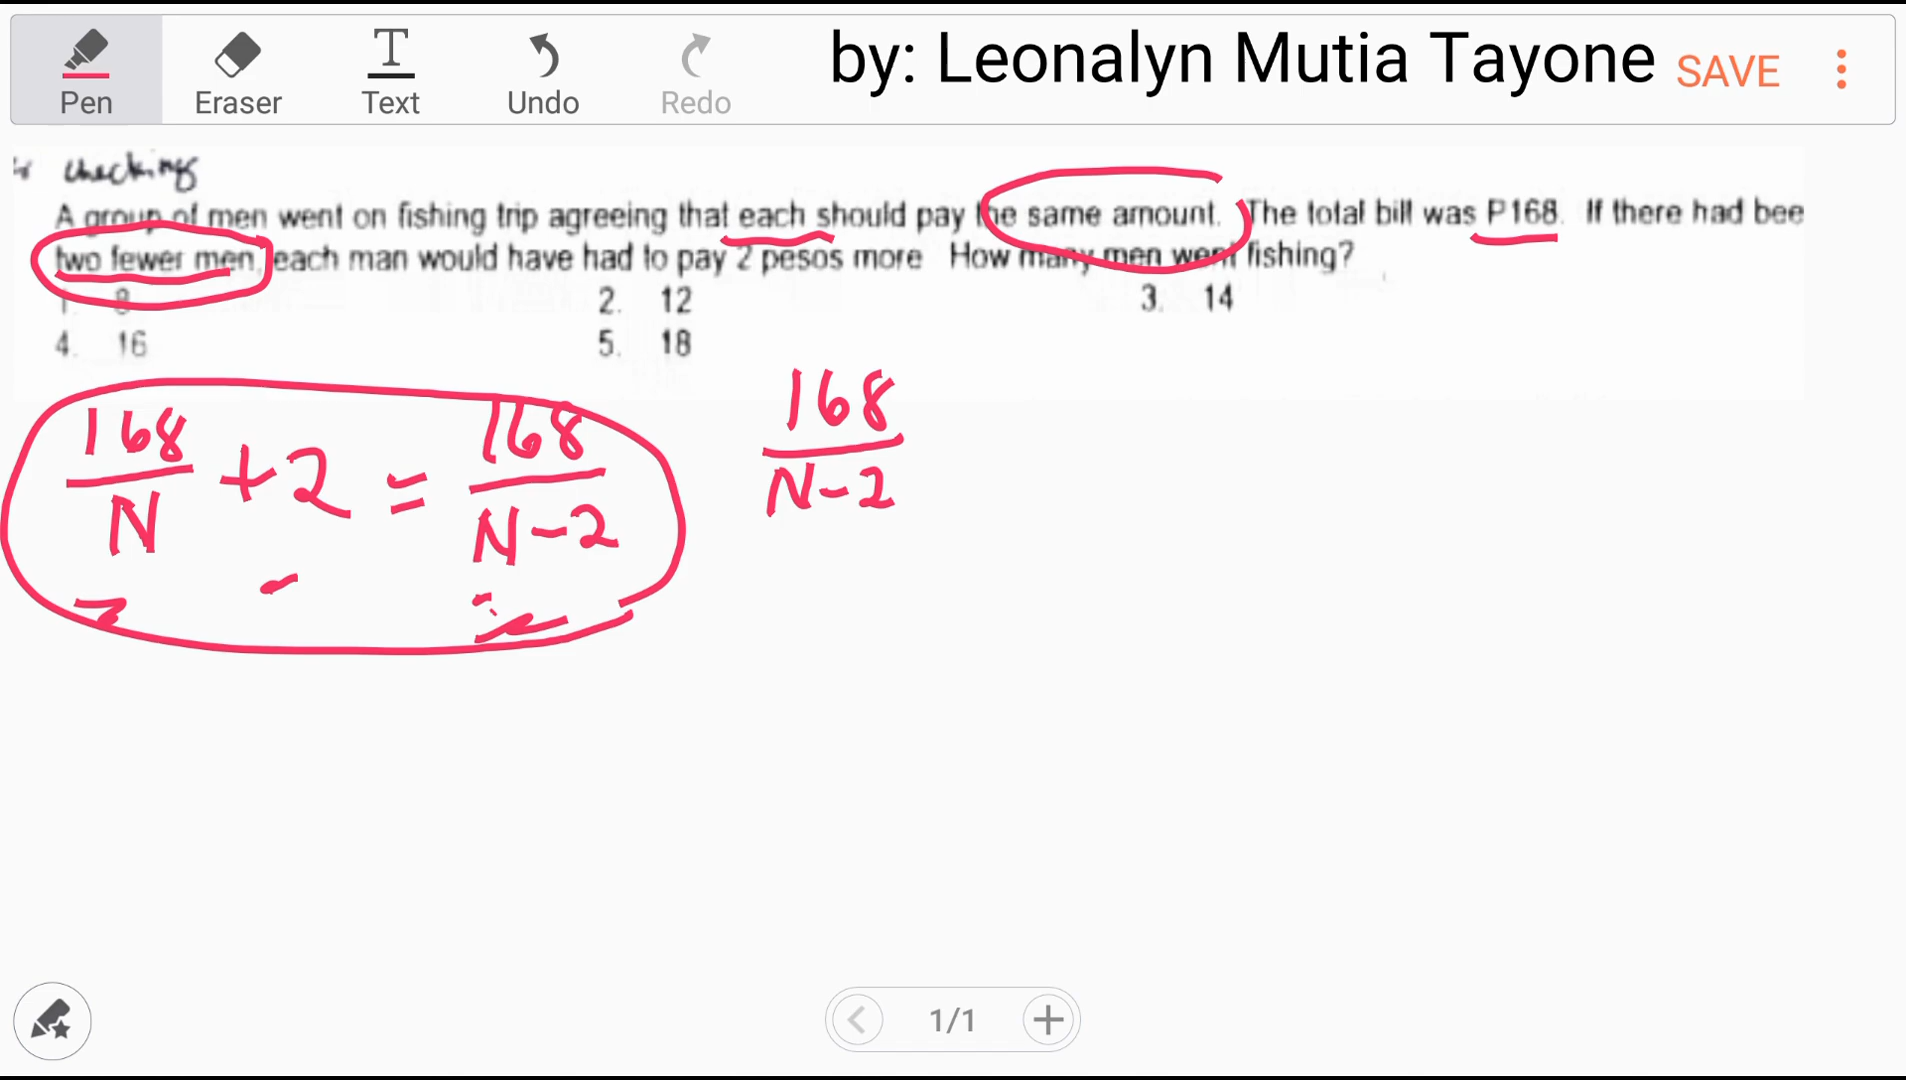 by: Leonalyn Mutia Tayone
SAVE
Pen
Eraser
Text
Undo
Redo
checking
A group of men went on fishing trip agreeing that each should pay the same amount. The total bill was P168. If there had bee
two fewer men, each man would have had to pay 2 pesos more How many men went fishing?
1. 8 2. 12 3. 14
4. 16 5. 18
168/N +2 = 168/N-2
168/N-2
1/1